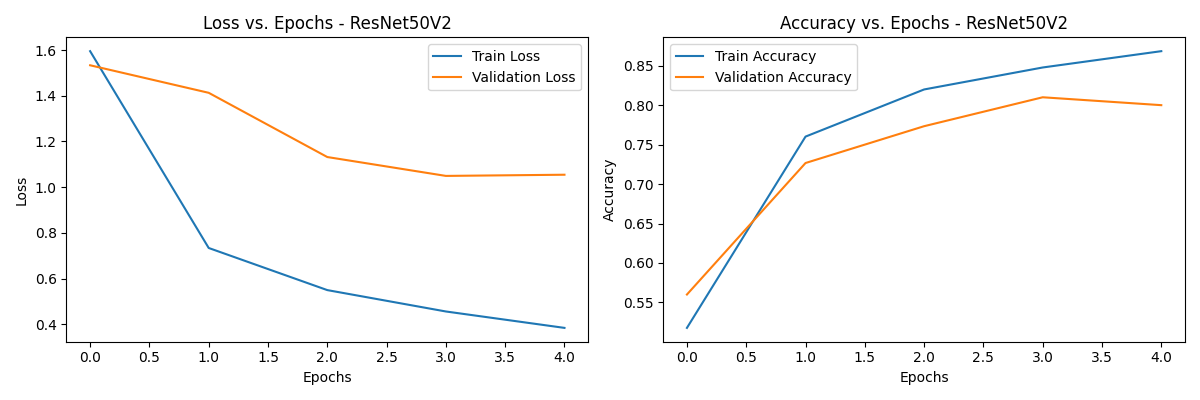 Loss vs. Epochs - ResNet50V2
Train Loss
Validation Loss
Loss
1.6
1.4
1.2
1.0
0.8
0.6
0.4
0.0 0.5 1.0 1.5 2.0 2.5 3.0 3.5 4.0
Epochs
Accuracy vs. Epochs - ResNet50V2
Train Accuracy
Validation Accuracy
Accuracy
0.85
0.80
0.75
0.70
0.65
0.60
0.55
0.0 0.5 1.0 1.5 2.0 2.5 3.0 3.5 4.0
Epochs